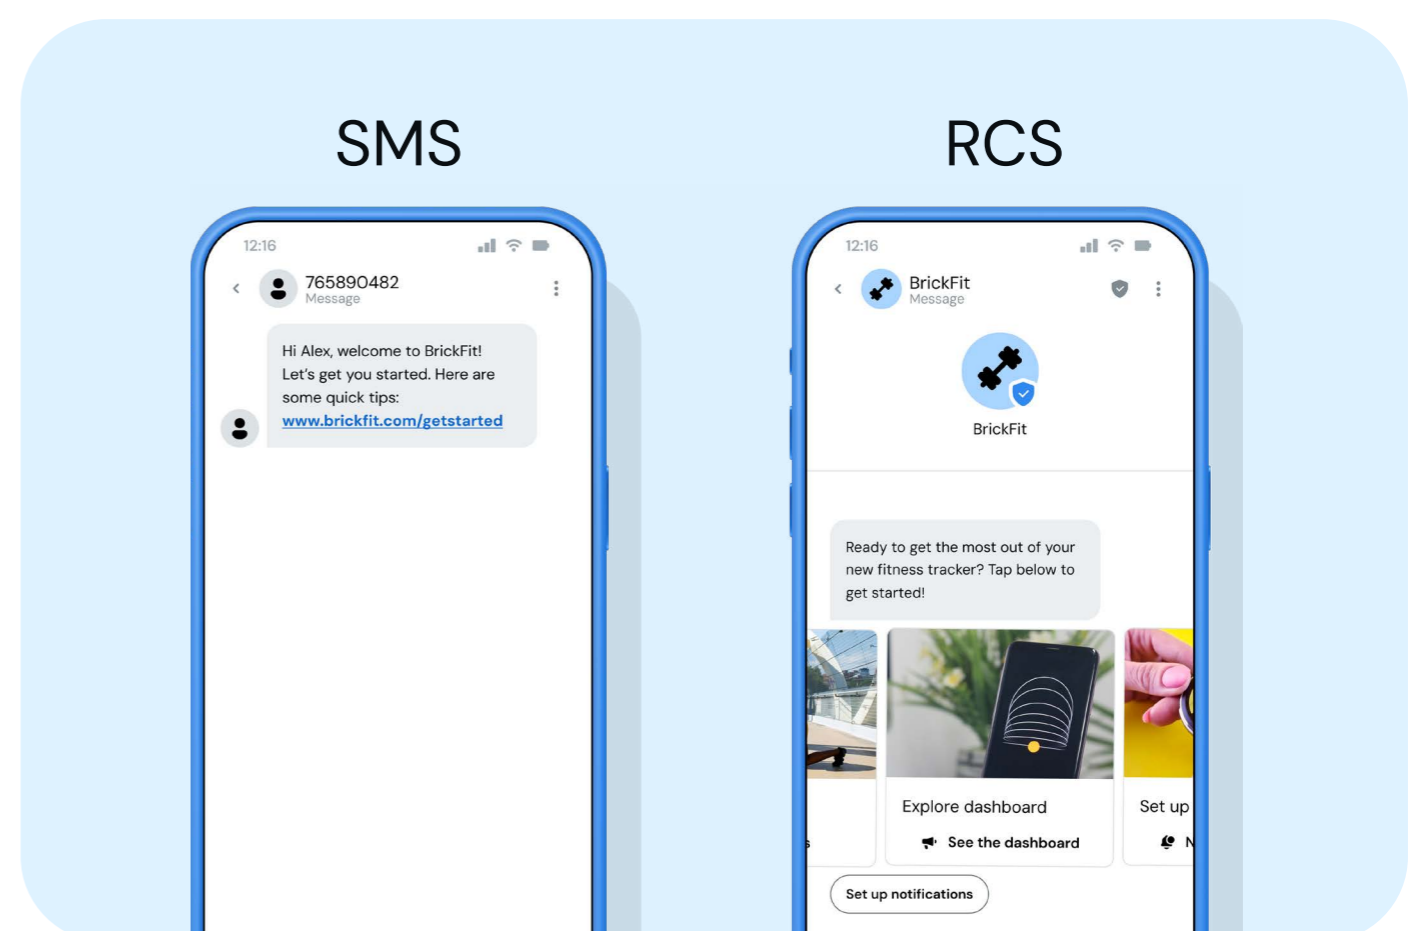 SMS
12:16
765890482
Message
Hi Alex, welcome to BrickFit!
Let's get you started. Here are
some quick tips:
www.brickfit.com/getstarted
RCS
12:16
BrickFit
Message
BrickFit
Ready to get the most out of your
new fitness tracker? Tap below to
get started!
Explore dashboard
See the dashboard
Set up
Set up notifications